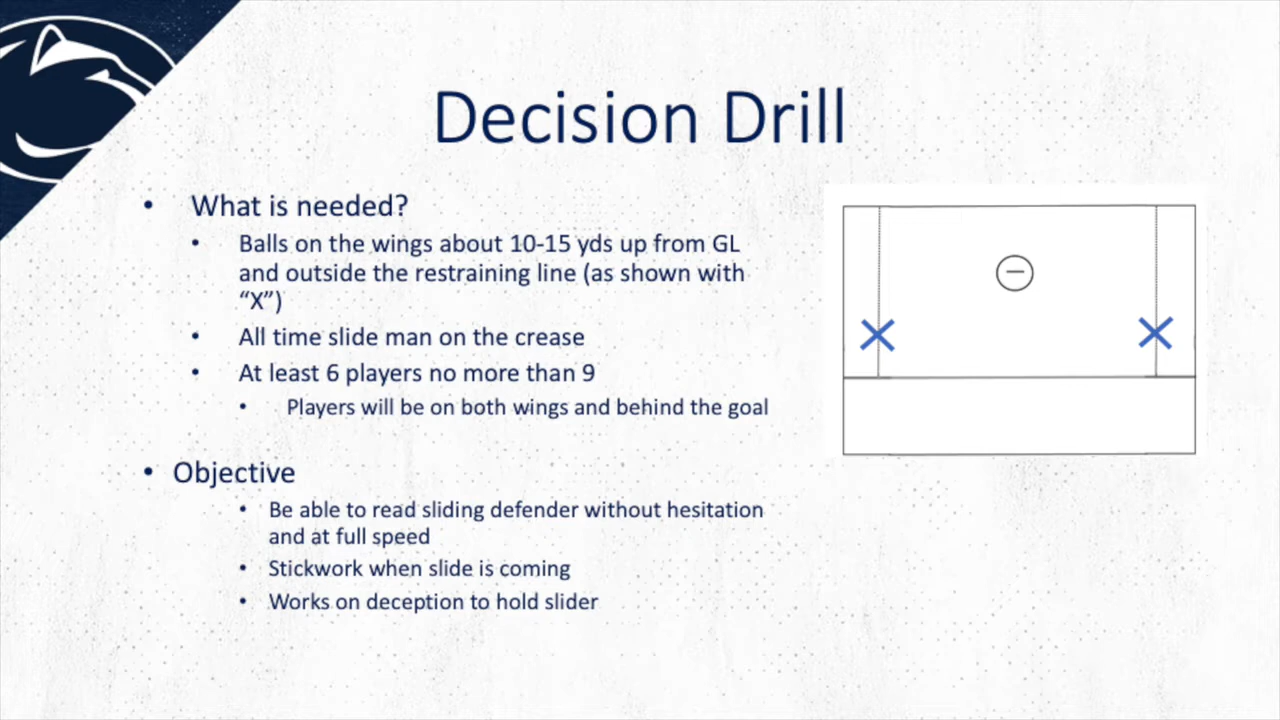 Decision Drill
• What is needed?
• Balls on the wings about 10-15 yds up from GL
and outside the restraining line (as shown with
“X”)
• All time slide man on the crease
• At least 6 players no more than 9
• Players will be on both wings and behind the goal
• Objective
• Be able to read sliding defender without hesitation
and at full speed
• Stickwork when slide is coming
• Works on deception to hold slider